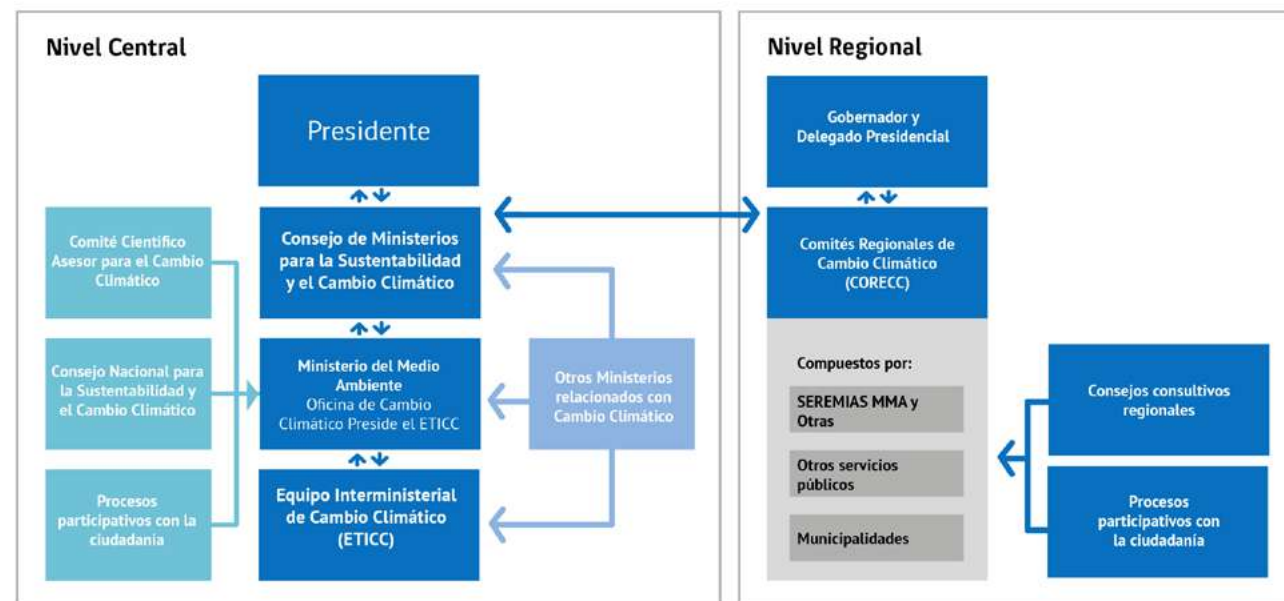 Nivel Central
Presidente
Comité Científico
Asesor para el Cambio
Climático
Consejo de Ministerios
para la Sustentabilidad
y el Cambio Climático
Consejo Nacional para
la Sustentabilidad y
el Cambio Climático
Ministerio del Medio
Ambiente
Oficina de Cambio
Climático Preside el ETICC
Otros Ministerios
relacionados con
Cambio Climático
Procesos
participativos con la
ciudadanía
Equipo Interministerial
de Cambio Climático
(ETICC)
Nivel Regional
Gobernador y
Delegado Presidencial
Comités Regionales de
Cambio Climático
(CORECC)
Compuestos por:
SEREMIAS MMA y
Otras
Otros servicios
públicos
Municipalidades
Consejos consultivos
regionales
Procesos
participativos con
la ciudadanía